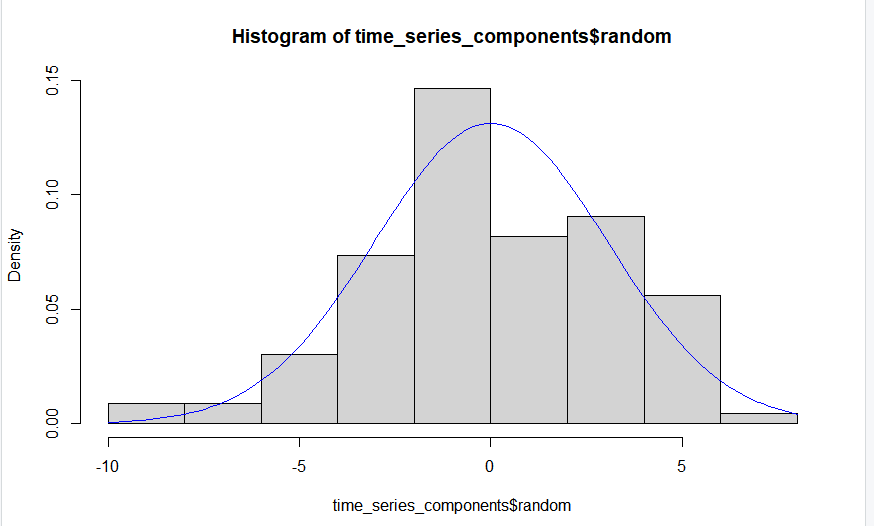 Histogram of time_series_components$random
0.15
0.10
0.05
0.00
Density
-10 -5 0 5
time_series_components$random